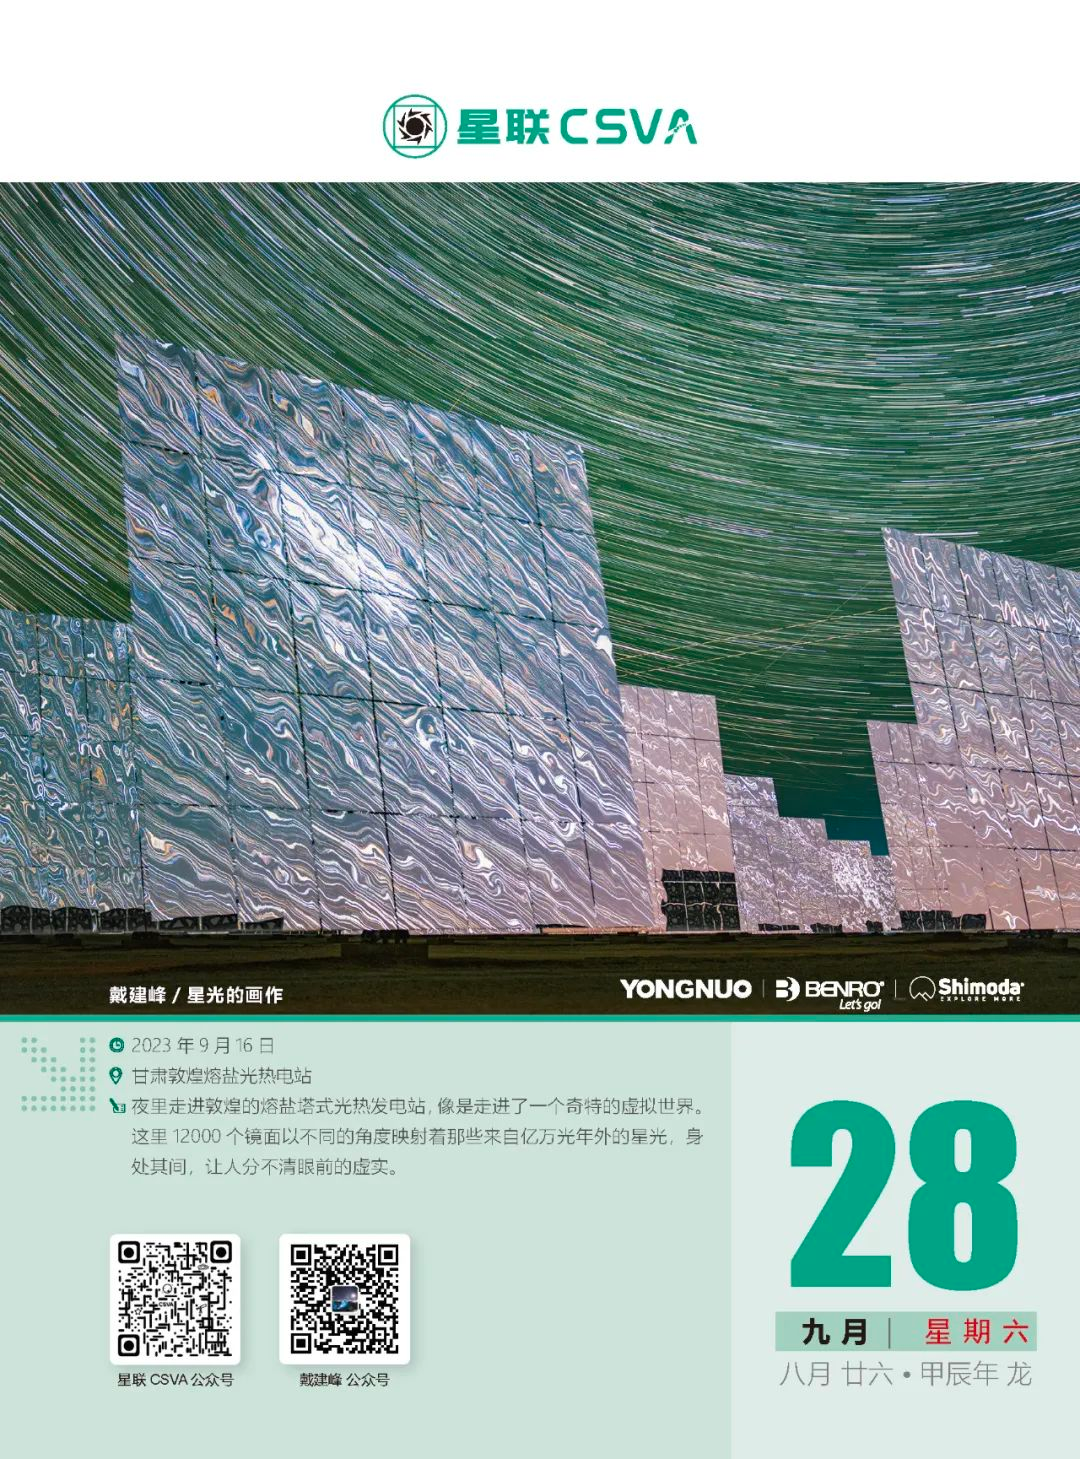 星联CSVA
戴建峰 / 星光的画作
YONGNUO | BENRO Let's go! | Shimoda EXPLORE MORE
2023 年 9 月 16 日
甘肃敦煌熔盐光热电站
夜里走进敦煌的熔盐塔式光热发电站，像是走进了一个奇特的虚拟世界。
这里 12000 个镜面以不同的角度映射着那些来自亿万光年外的星光，身
处其间，让人分不清眼前的虚实。
28
九月 | 星期六
八月 廿六 • 甲辰年 龙
CSVA
星联 CSVA 公众号
戴建峰 公众号